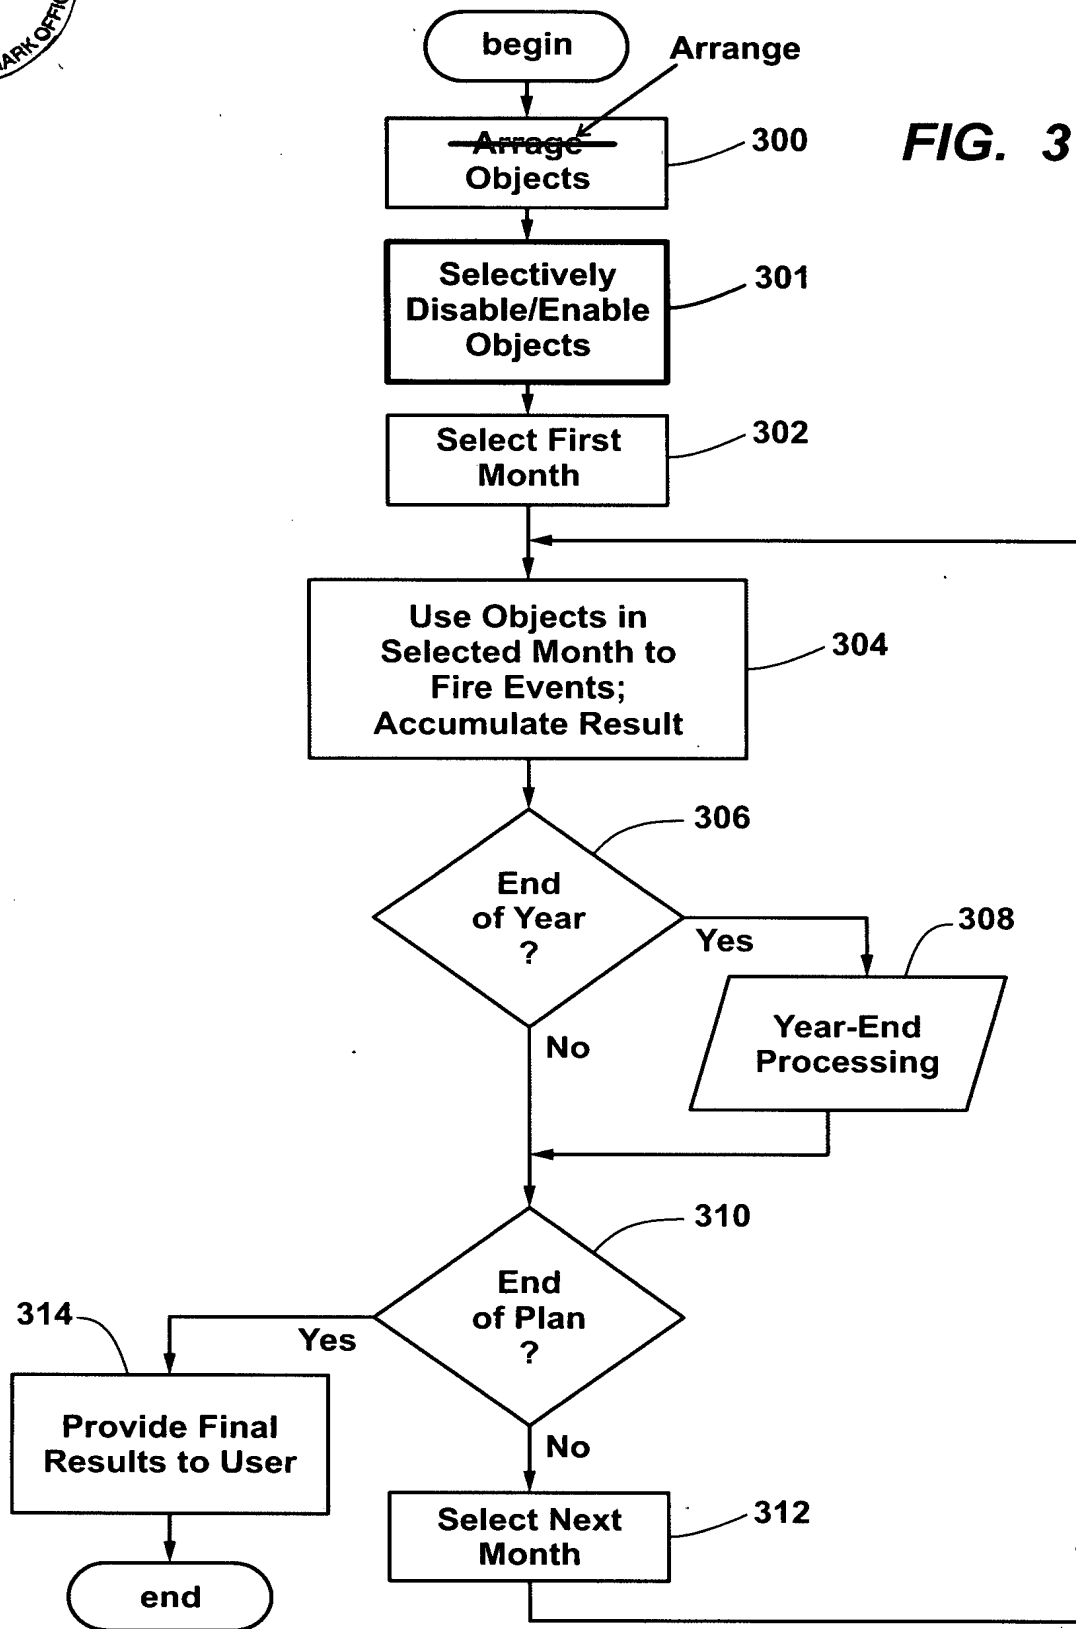 ARK OFFIC
begin
Arrange
Arrage
Objects
300
FIG. 3
Selectively
Disable/Enable
Objects
301
Select First
Month
302
Use Objects in
Selected Month to
Fire Events;
Accumulate Result
304
306
End
of Year
?
Yes
308
Year-End
Processing
No
310
End
of Plan
?
314
Yes
Provide Final
Results to User
No
Select Next
Month
312
end